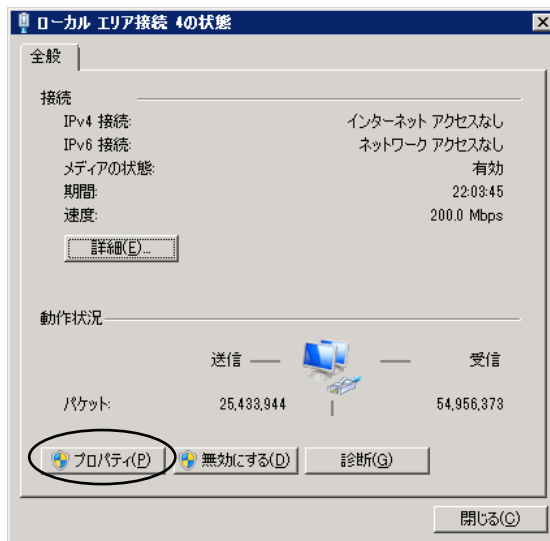 ローカル エリア接続 4の状態
全般
接続
IPv4 接続: インターネット アクセスなし
IPv6 接続: ネットワーク アクセスなし
メディアの状態: 有効
期間: 22:03:45
速度: 200.0 Mbps
詳細(E)...
動作状況
送信 受信
パケット: 25,433,944 54,956,373
プロパティ(P) 無効にする(D) 診断(G)
閉じる(C)